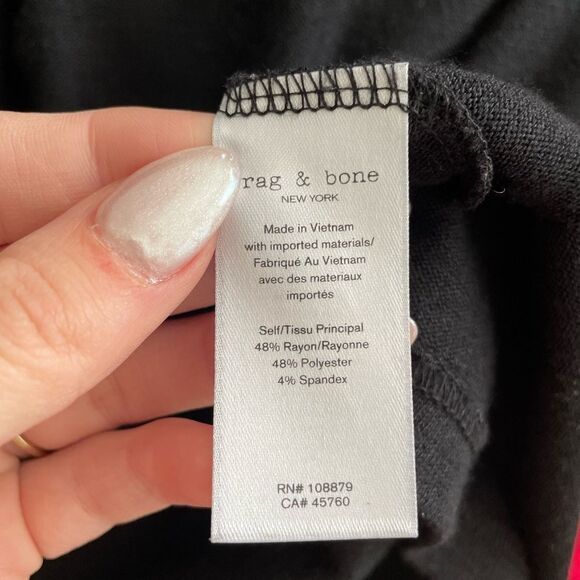 rag & bone
NEW YORK
Made in Vietnam
with imported materials/
Fabriqué Au Vietnam
avec des materiaux
importés
Self/Tissu Principal
48% Rayon/Rayonne
48% Polyester
4% Spandex
RN# 108879
CA# 45760